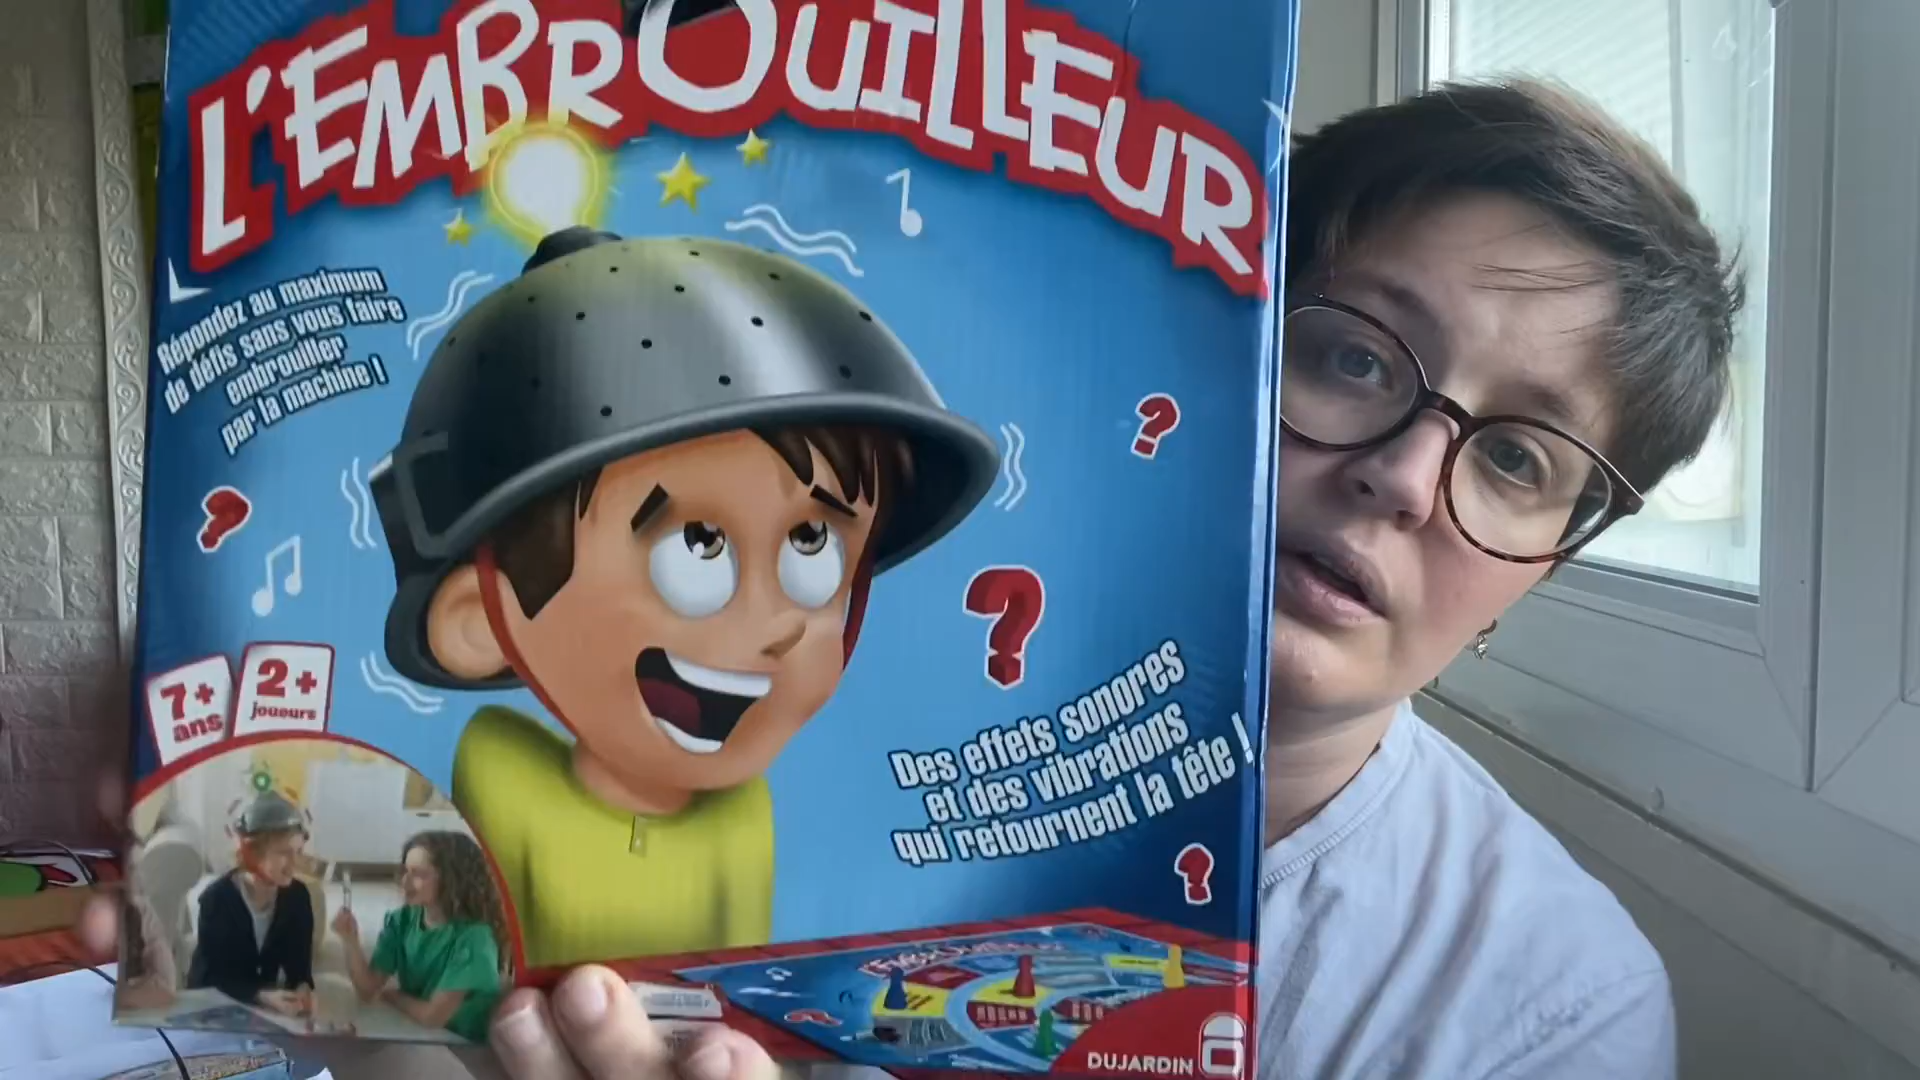 L'EMBROUILLEUR
Répondez au maximum
de défis sans vous faire
embrouiller
par la machine !
7+
ans
2+
joueurs
Des effets sonores
et des vibrations
qui retournent la tête !
DUJARDIN